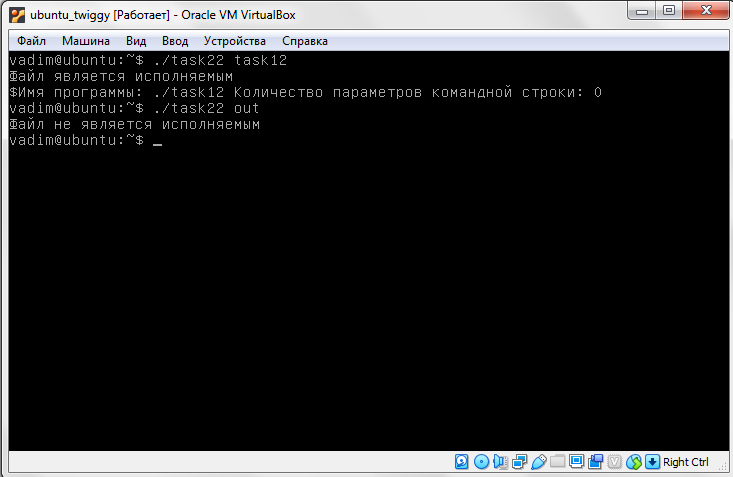 ubuntu_twiggy [Работает] - Oracle VM VirtualBox
Файл Машина Вид Ввод Устройства Справка
vadim@ubuntu:~$ ./task22 task12
Файл является исполняемым
$Имя программы: ./task12 Количество параметров командной строки: 0
vadim@ubuntu:~$ ./task22 out
Файл не является исполняемым
vadim@ubuntu:~$ _
Right Ctrl